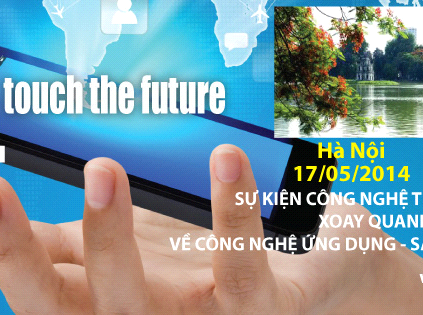 touch the future
Hà Nội
17/05/2014
SỰ KIỆN CÔNG NGHỆ
XOAY QUANH
VỀ CÔNG NGHỆ ỨNG DỤNG -